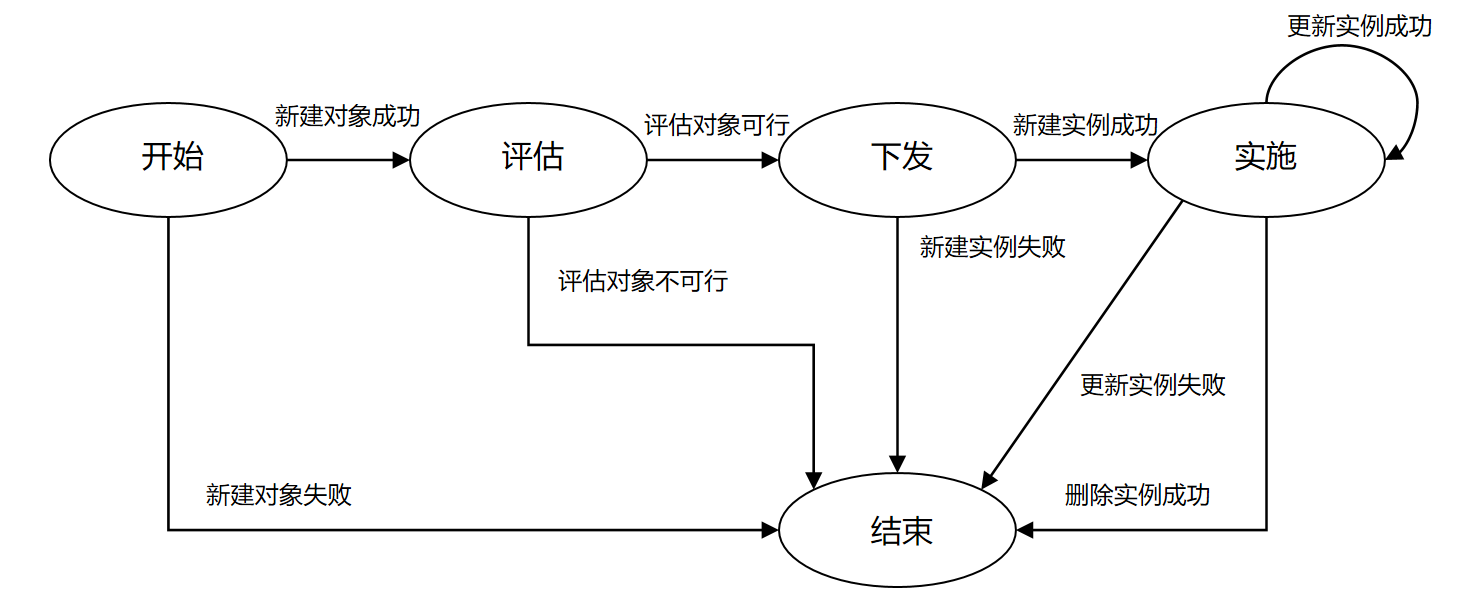 更新实例成功
新建对象成功
评估对象可行
新建实例成功
开始
评估
下发
实施
新建实例失败
评估对象不可行
更新实例失败
新建对象失败
删除实例成功
结束